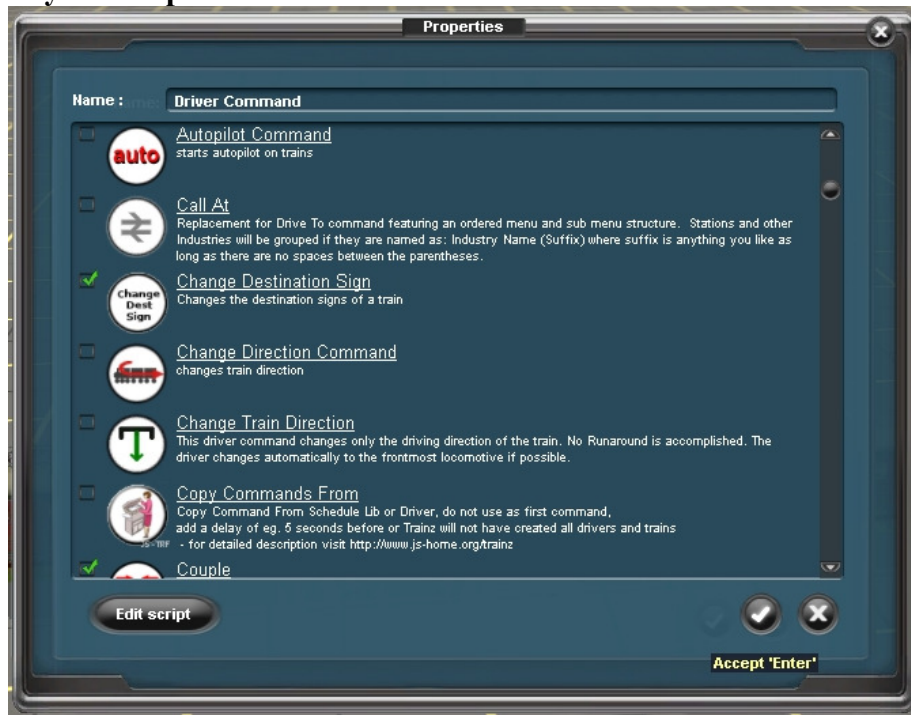 Properties
Name :
Driver Command
auto
Autopilot Command
starts autopilot on trains
Call At
Replacement for Drive To command featuring an ordered menu and sub menu structure. Stations and other
Industries will be grouped if they are named as: Industry Name (Suffix) where suffix is anything you like as
long as there are no spaces between the parentheses.
Change
Dest
Sign
Change Destination Sign
Changes the destination signs of a train
Change Direction Command
changes train direction
Change Train Direction
This driver command changes only the driving direction of the train. No Runaround is accomplished. The
driver changes automatically to the frontmost locomotive if possible.
Copy Commands From
Copy Command From Schedule Lib or Driver, do not use as first command,
add a delay of eg. 5 seconds before or Trainz will not have created all drivers and trains
- for detailed description visit http://www.js-home.org/trainz
Couple
Edit script
Accept 'Enter'